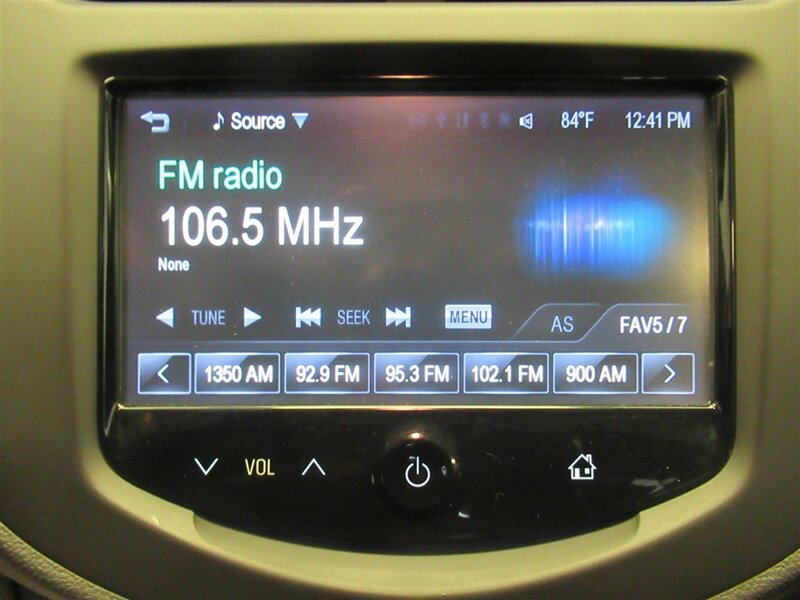 Source 84°F 12:41 PM
FM radio
106.5 MHz
None
TUNE SEEK MENU AS FAV5 / 7
1350 AM 92.9 FM 95.3 FM 102.1 FM 900 AM
VOL